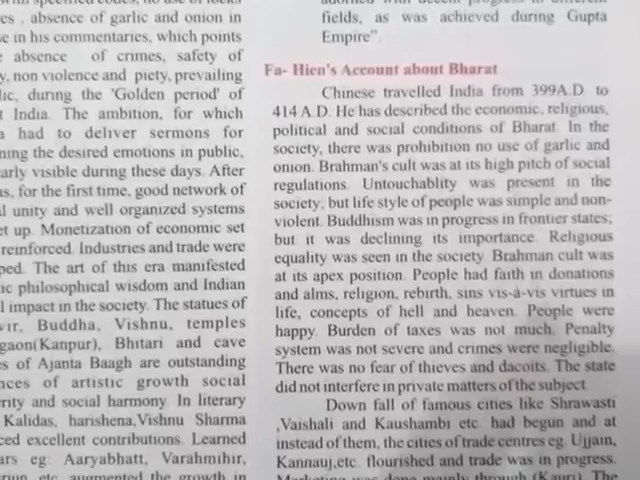 es , absence of garlic and onion in
e in his commentaries, which points
absence of crimes, safety of
y, non violence and piety, prevailing
lic, during the 'Golden period' of
t India. The ambition, for which
a had to deliver sermons for
ning the desired emotions in public,
arly visible during these days. After
as, for the first time, good network of
l unity and well organized systems
et up. Monetization of economic set
reinforced. Industries and trade were
ped. The art of this era manifested
ic philosophical wisdom and Indian
l impact in the society. The statues of
vir, Buddha, Vishnu, temples
gaon(Kanpur), Bhitari and cave
es of Ajanta Baagh are outstanding
nces of artistic growth social
rity and social harmony. In literary
Kalidas, harishena,Vishnu Sharma
ced excellent contributions. Learned
ars eg: Aaryabhatt, Varahmihir,
etc. augmented the growth in
fields, as was achieved during Gupta
Empire".
Fa- Hien's Account about Bharat
Chinese travelled India from 399A.D to
414 A.D. He has described the economic, religious,
political and social conditions of Bharat. In the
society, there was prohibition no use of garlic and
onion. Brahman's cult was at its high pitch of social
regulations. Untouchablity was present in the
society, but life style of people was simple and non-
violent. Buddhism was in progress in frontier states;
but it was declining its importance. Religious
equality was seen in the society. Brahman cult was
at its apex position. People had faith in donations
and alms, religion, rebirth, sins vis-à-vis virtues in
life, concepts of hell and heaven. People were
happy. Burden of taxes was not much. Penalty
system was not severe and crimes were negligible.
There was no fear of thieves and dacoits. The state
did not interfere in private matters of the subject.
Down fall of famous cities like Shrawasti
,Vaishali and Kaushambi etc. had begun and at
instead of them, the cities of trade centres eg. Ujjain,
Kannauj,etc. flourished and trade was in progress.
Marketing was done mainly through (Kauri). The